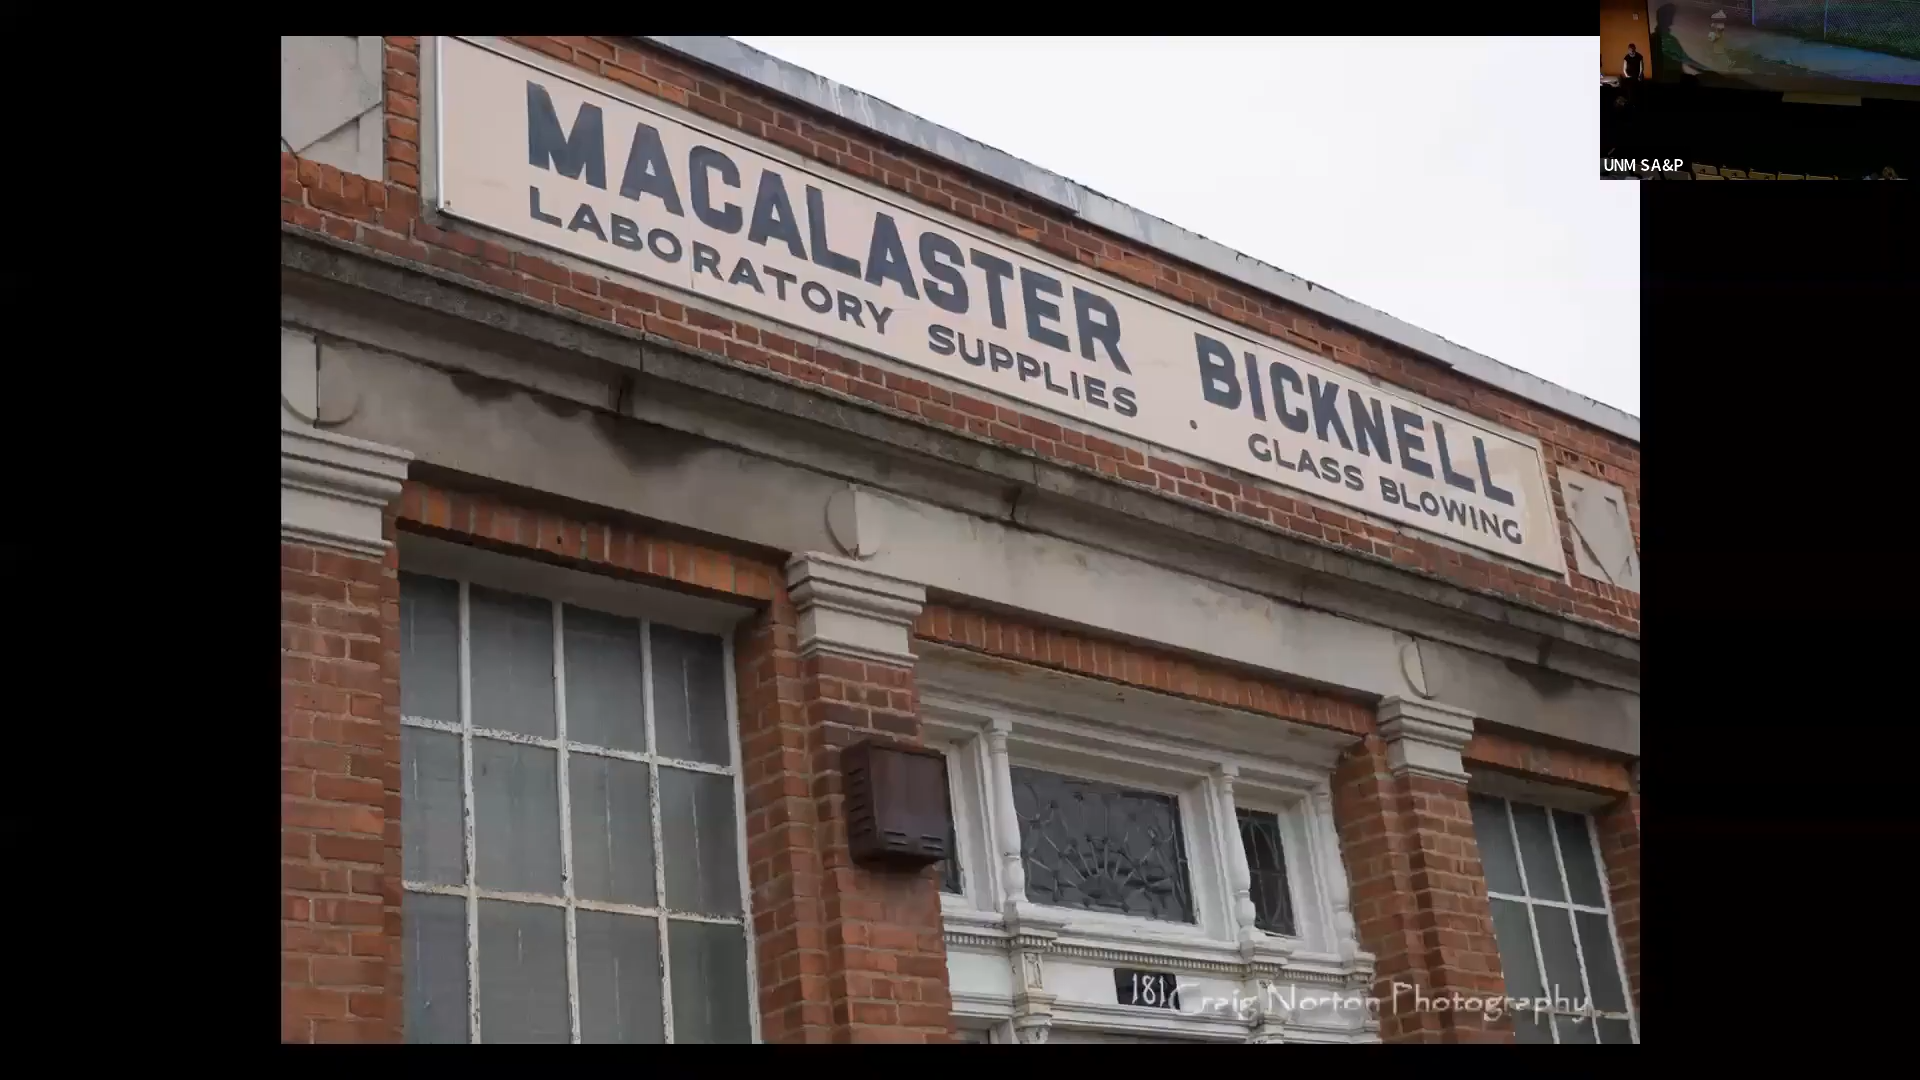 MACALASTER BICKNELL
LABORATORY SUPPLIES • GLASS BLOWING
181
Craig Norton Photography
UNM SA&P